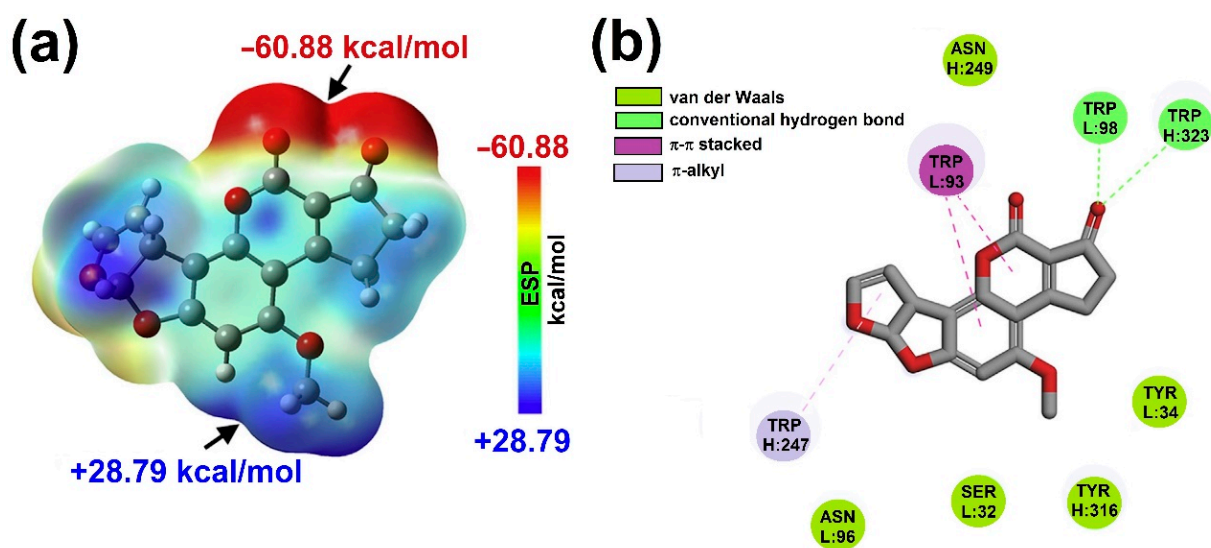 (a)
−60.88 kcal/mol
−60.88
ESP
kcal/mol
+28.79
+28.79 kcal/mol
(b)
van der Waals
conventional hydrogen bond
π-π stacked
π-alkyl
ASN
H:249
TRP
L:98
TRP
H:323
TRP
L:93
TRP
H:247
TYR
L:34
ASN
L:96
SER
L:32
TYR
H:316